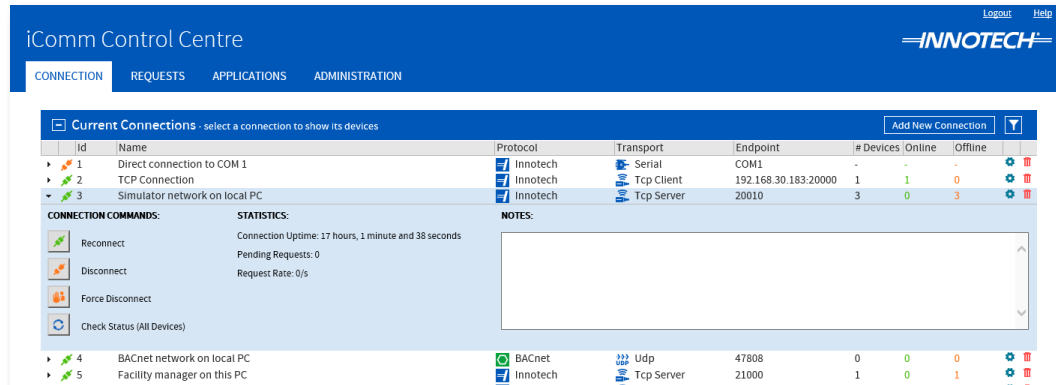 Logout Help
iComm Control Centre
INNOTECH
CONNECTION REQUESTS APPLICATIONS ADMINISTRATION
Current Connections - select a connection to show its devices Add New Connection
Id Name Protocol Transport Endpoint # Devices Online Offline
1 Direct connection to COM 1 Innotech Serial COM1 - - -
2 TCP Connection Innotech Tcp Client 192.168.30.183:20000 1 1 0
3 Simulator network on local PC Innotech Tcp Server 20010 3 0 3
CONNECTION COMMANDS: STATISTICS: NOTES:
Reconnect Connection Uptime: 17 hours, 1 minute and 38 seconds
Pending Requests: 0
Disconnect Request Rate: 0/s
Force Disconnect
Check Status (All Devices)
4 BACnet network on local PC BACnet UDP Udp 47808 0 0 0
5 Facility manager on this PC Innotech Tcp Server 21000 1 0 1